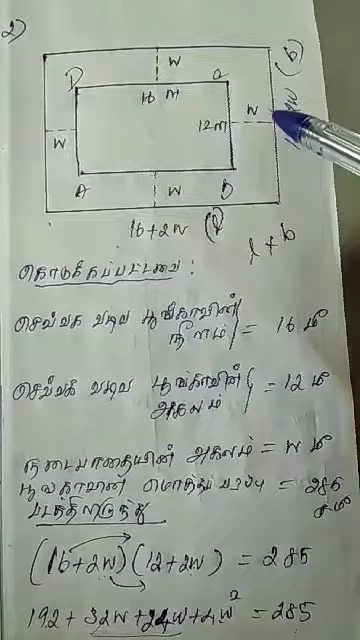 2)
w
D
C
16 m
w
12m
w
A
w
B
16+2w (l)
l + b
கொடுக்கப்பட்டவை :
செவ்வக வடிவ பூங்காவின் நீளம் } = 16 மீ
செவ்வக வடிவ பூங்காவின் அகலம் } = 12 மீ
நடைபாதையின் அகலம் = w மீ
பூங்காவின் மொத்த பரப்பு = 285 ச.மீ
படத்திலிருந்து
(16+2w)(12+2w) = 285
192 + 32w + 24w + 4w² = 285